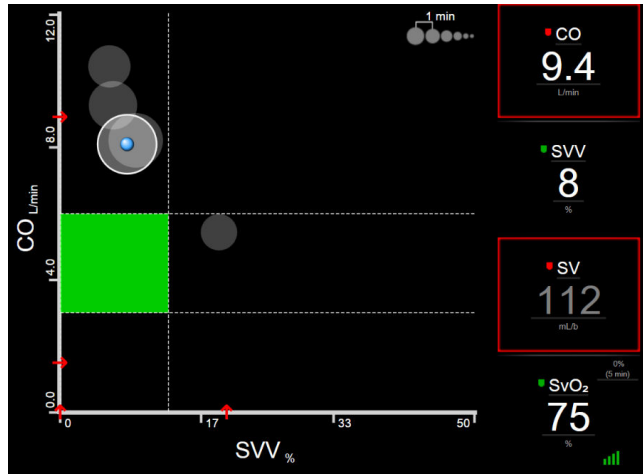 12.0
8.0
4.0
0.0
CO L/min
0
17
33
50
SVV %
1 min
CO
9.4
L/min
SVV
8
%
SV
112
mL/b
0%
(5 min)
SvO₂
75
%